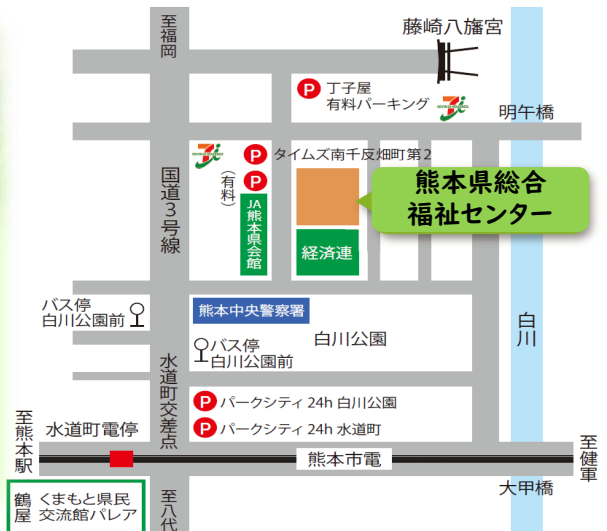 至福岡
藤崎八旛宮
P
丁子屋
有料パーキング
明午橋
P
タイムズ南千反畑町第2
P
(有料)
国道3号線
JA熊本県会館
熊本県総合
福祉センター
経済連
バス停
白川公園前
熊本中央警察署
白川公園
白川
バス停
白川公園前
水道町交差点
P
パークシティ24h 白川公園
P
パークシティ24h 水道町
至熊本駅
水道町電停
熊本市電
至健軍
大甲橋
鶴屋
くまもと県民
交流館パレア
至八代